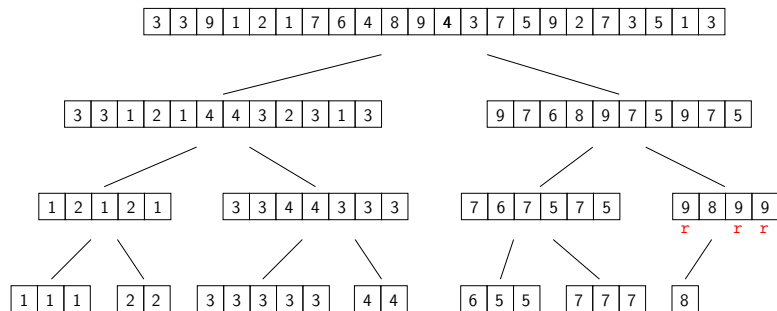 3 3 9 1 2 1 7 6 4 8 9 4 3 7 5 9 2 7 3 5 1 3
3 3 1 2 1 4 4 3 2 3 1 3 9 7 6 8 9 7 5 9 7 5
1 2 1 2 1 3 3 4 4 3 3 3 7 6 7 5 7 5 9 8 9 9
r r r
1 1 1 2 2 3 3 3 3 3 4 4 6 5 5 7 7 7 8